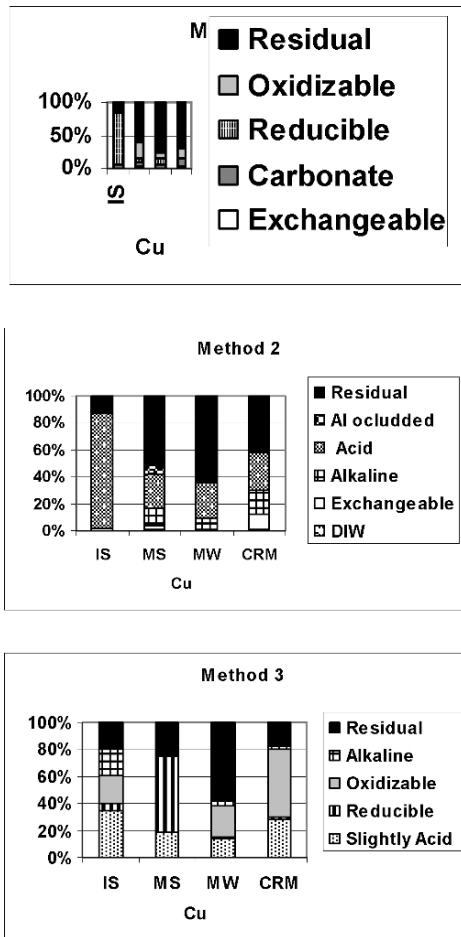 M
Residual
Oxidizable
Reducible
Carbonate
Exchangeable
100%
50%
0%
IS
Cu
Method 2
100%
80%
60%
40%
20%
0%
IS MS MW CRM
Cu
Residual
Al ocludded
Acid
Alkaline
Exchangeable
DIW
Method 3
100%
80%
60%
40%
20%
0%
IS MS MW CRM
Cu
Residual
Alkaline
Oxidizable
Reducible
Slightly Acid